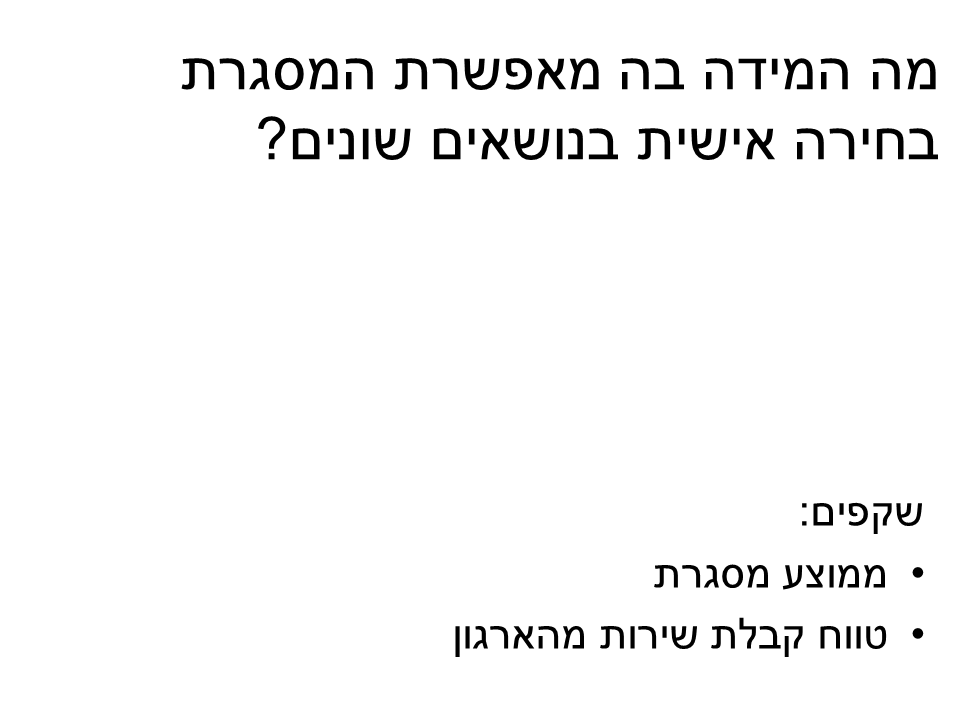 מה המידה בה מאפשרת המסגרת
בחירה אישית בנושאים שונים?
שקפים:
• ממוצע מסגרת
• טווח קבלת שירות מהארגון